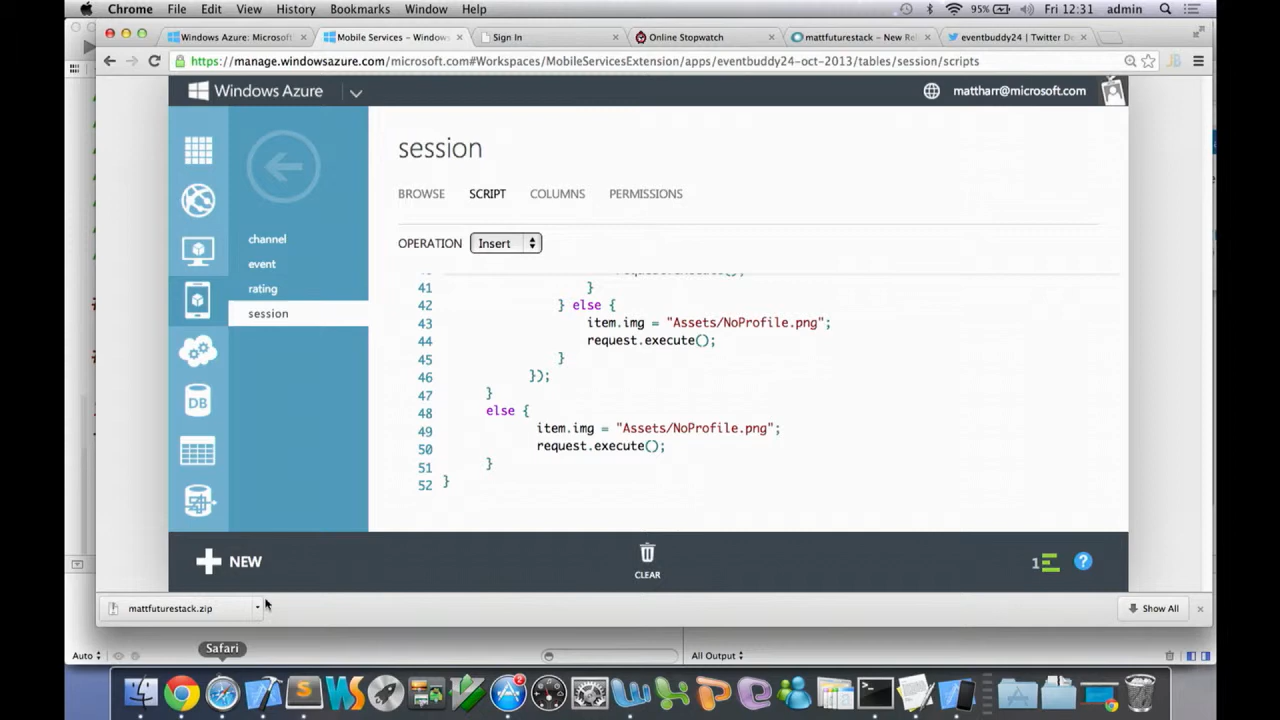 Chrome File Edit View History Bookmarks Window Help 95% Fri 12:31 admin
Windows Azure: Microsoft Mobile Services – Windows Sign In Online Stopwatch mattfuturestack – New Rel eventbuddy24 | Twitter De
https://manage.windowsazure.com/microsoft.com#Workspaces/MobileServicesExtension/apps/eventbuddy24-oct-2013/tables/session/scripts
Windows Azure
mattharr@microsoft.com
session
BROWSE SCRIPT COLUMNS PERMISSIONS
OPERATION Insert
channel
event
rating
session
41 }
42 } else {
43 item.img = "Assets/NoProfile.png";
44 request.execute();
45 }
46 });
47 }
48 else {
49 item.img = "Assets/NoProfile.png";
50 request.execute();
51 }
52 }
DB
NEW
CLEAR
1
?
mattfuturestack.zip
Show All
Safari
Auto
All Output
2